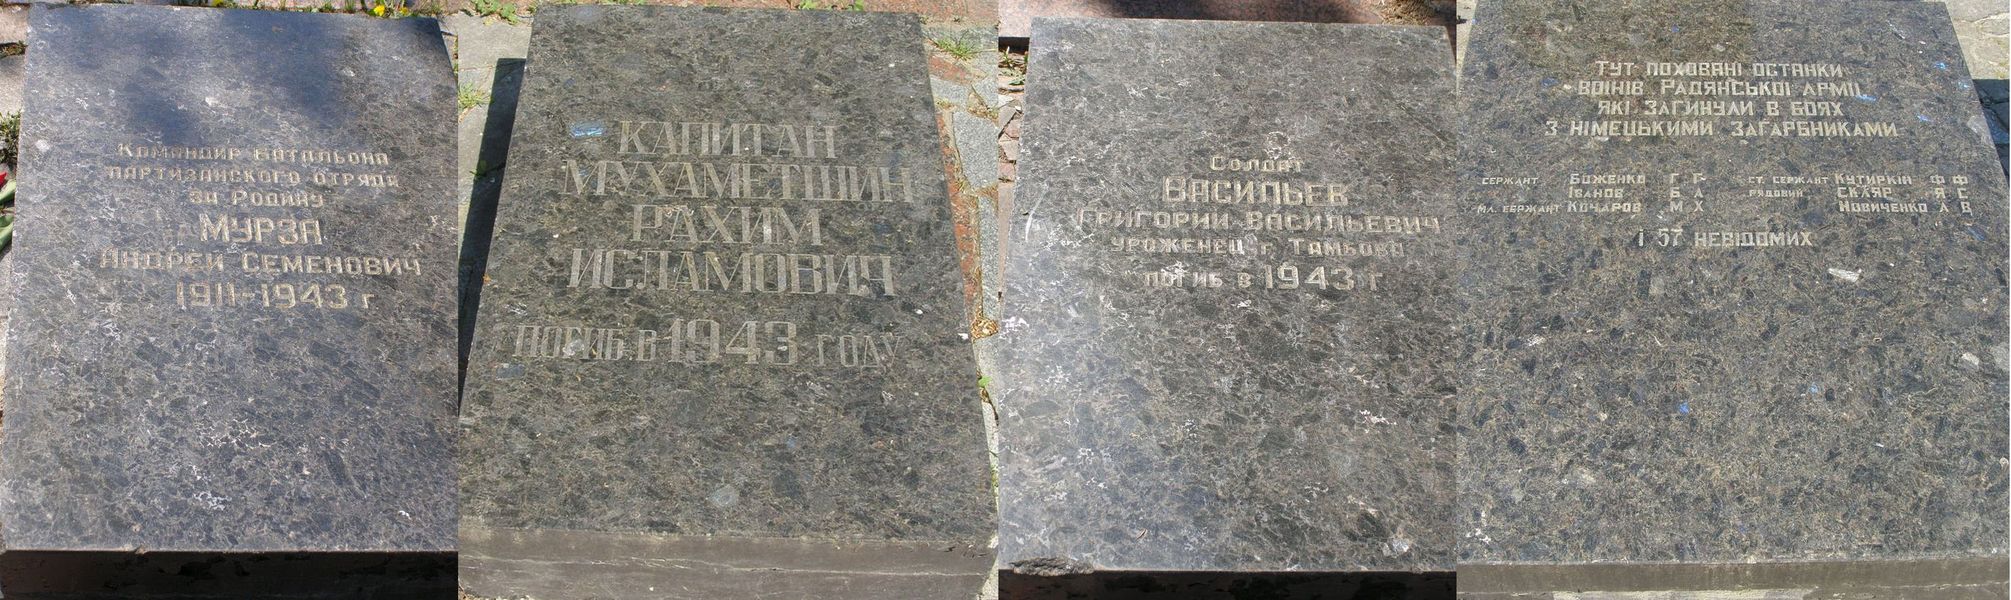 Командир батальона
партизанского отряда
за Родину
МУРЗА
АНДРЕЙ СЕМЕНОВИЧ
1911-1943 г
КАПИТАН
МУХАМЕТШИН
РАХИМ
ИСЛАМОВИЧ
ПОГИБ В 1943 ГОДУ
Солдат
ВАСИЛЬЕВ
ГРИГОРИЙ ВАСИЛЬЕВИЧ
уроженец г. Тамбова
погиб в 1943 г
ТУТ ПОХОВАНІ ОСТАНКИ
ВОЇНІВ РАДЯНСЬКОЇ АРМІЇ,
ЯКІ ЗАГИНУЛИ В БОЯХ
З НІМЕЦЬКИМИ ЗАГАРБНИКАМИ
СЕРЖАНТ БОЖЕНКО Г. Г. СТ. СЕРЖАНТ КУТИРКІН Ф Ф
ІВАНОВ Б А РЯДОВИЙ СКЛЯР Я С
МЛ. СЕРЖАНТ КОЧАРОВ М Х НОВИЧЕНКО А В
І 57 НЕВІДОМИХ